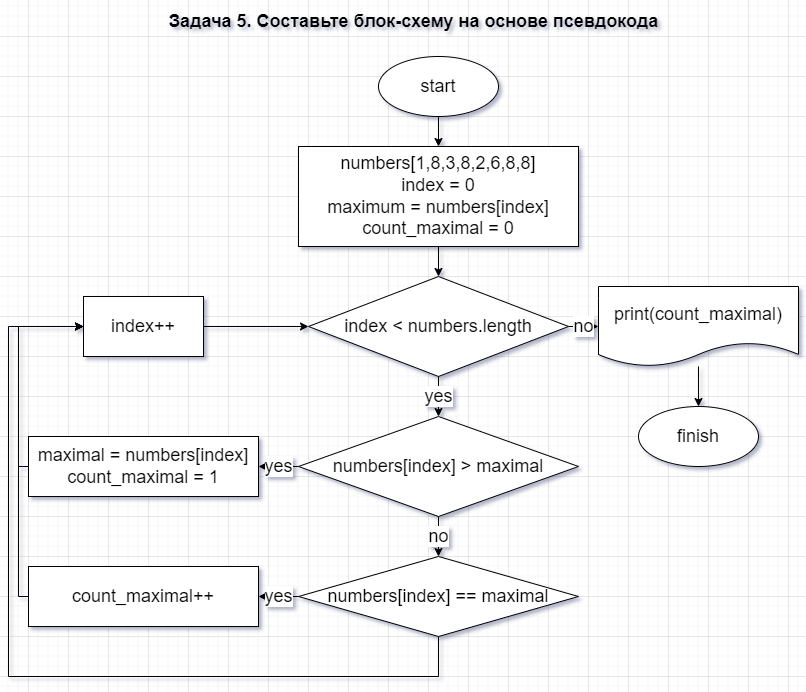 Задача 5. Составьте блок-схему на основе псевдокода
start
numbers[1,8,3,8,2,6,8,8]
index = 0
maximum = numbers[index]
count_maximal = 0
index++
index < numbers.length
no
print(count_maximal)
yes
finish
maximal = numbers[index]
count_maximal = 1
yes
numbers[index] > maximal
no
count_maximal++
yes
numbers[index] == maximal